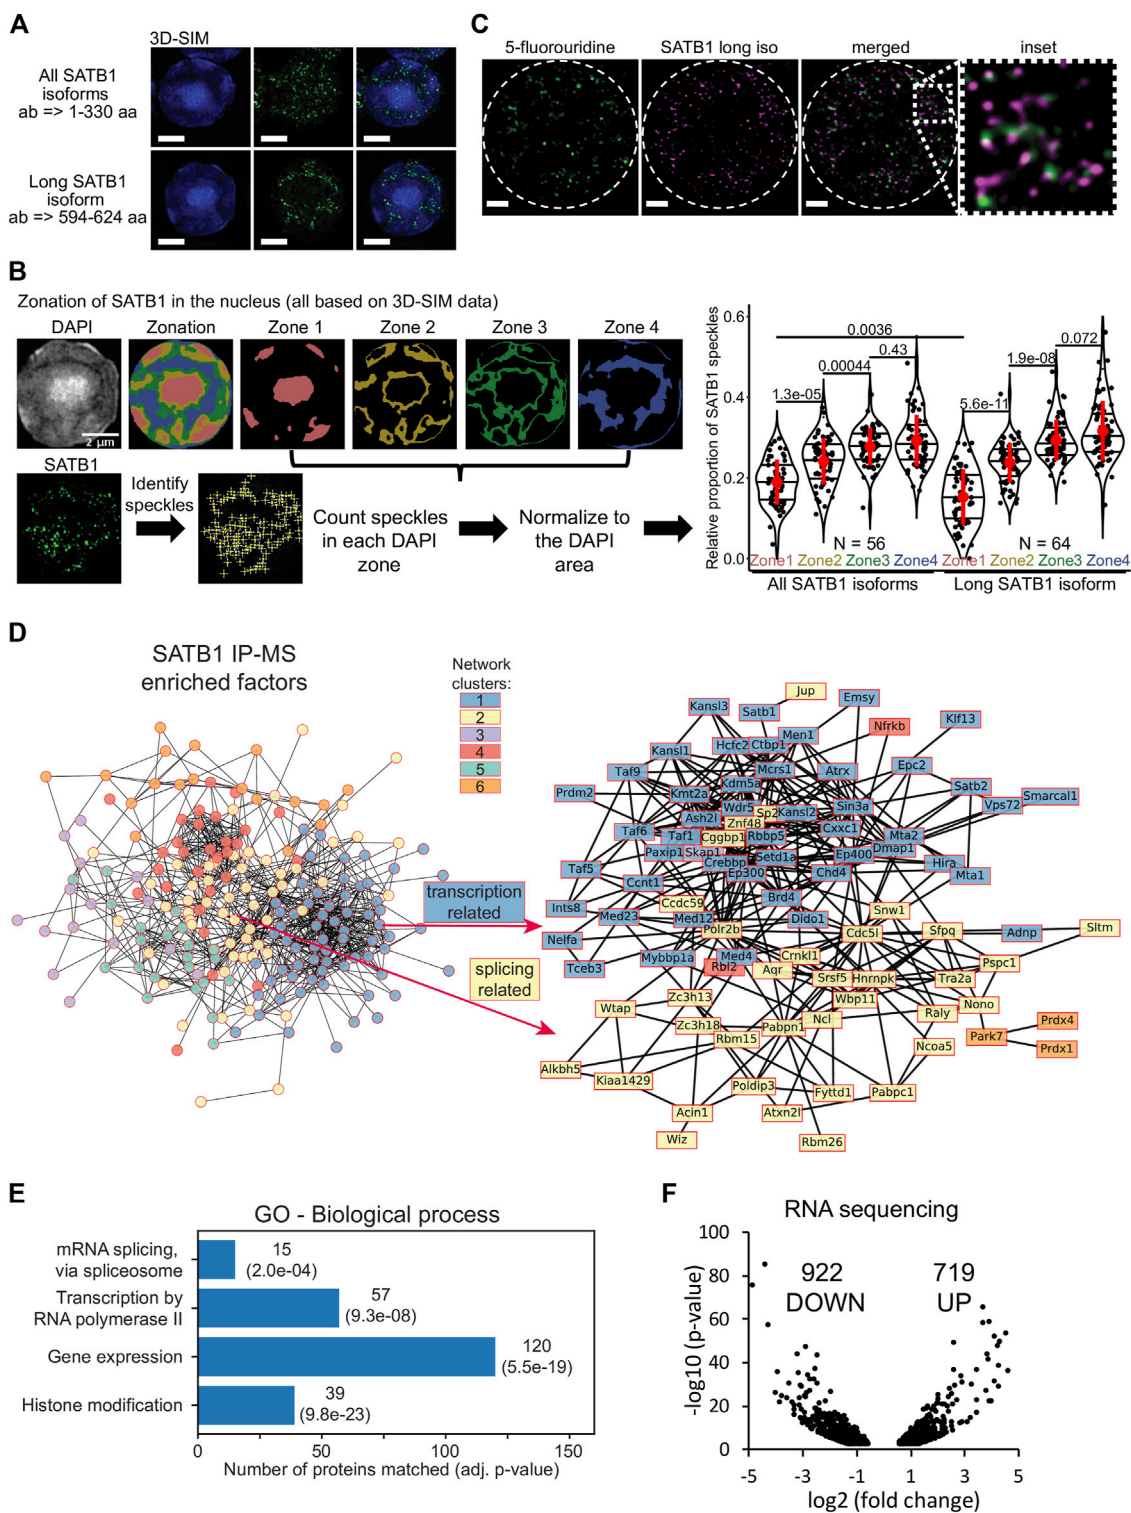 A
3D-SIM
All SATB1
isoforms
ab => 1-330 aa
Long SATB1
isoform
ab => 594-624 aa
C
5-fluorouridine
SATB1 long iso
merged
inset
B
Zonation of SATB1 in the nucleus (all based on 3D-SIM data)
DAPI
Zonation
Zone 1
Zone 2
Zone 3
Zone 4
2 µm
SATB1
Identify
speckles
Count speckles
in each DAPI
zone
Normalize to
the DAPI
area
Relative proportion of SATB1 speckles
0.6
0.4
0.2
0.0
0.0036
0.43
0.00044
1.3e-05
0.072
1.9e-08
5.6e-11
N = 56
N = 64
Zone1 Zone2 Zone3 Zone4 Zone1 Zone2 Zone3 Zone4
All SATB1 isoforms
Long SATB1 isoform
D
SATB1 IP-MS
enriched factors
Network
clusters:
1
2
3
4
5
6
transcription
related
splicing
related
Jup
Kansl3
Satb1
Emsy
Nfrkb
Klf13
Kansl1
Hcfc2
Ctbp1
Men1
Taf9
Mcrs1
Atrx
Epc2
Prdm2
Kmt2a
Kdm5a
Satb2
Smarcal1
Wdr5
Sp2
Kansl2
Sin3a
Vps72
Taf6
Ash2l
Znf48
Taf1
Cggbp1
Rbbp5
Cxxc1
Mta2
Paxip1
Skap1
Setd1a
Ep400
Dmap1
Taf5
Crebbp
Ep300
Chd4
Hira
Mta1
Ccnt1
Ints8
Ccdc59
Brd4
Snw1
Med23
Med12
Dido1
Nelfa
Polr2b
Cdc5l
Sfpq
Adnp
Sltm
Tceb3
Mybbp1a
Med4
Rbl2
Crnkl1
Aqr
Srsf5
Hnrnpk
Tra2a
Pspc1
Wtap
Zc3h13
Wbp11
Nono
Zc3h18
Pabpn1
Ncl
Raly
Prdx4
Rbm15
Park7
Prdx1
Ncoa5
Alkbh5
Kiaa1429
Poldip3
Fyttd1
Pabpc1
Acin1
Atxn2l
Wiz
Rbm26
E
GO - Biological process
mRNA splicing,
via spliceosome
15
(2.0e-04)
Transcription by
RNA polymerase II
57
(9.3e-08)
Gene expression
120
(5.5e-19)
Histone modification
39
(9.8e-23)
0
50
100
150
Number of proteins matched (adj. p-value)
F
RNA sequencing
-log10 (p-value)
100
80
60
40
20
0
922
DOWN
719
UP
-5
-3
-1
1
3
5
log2 (fold change)